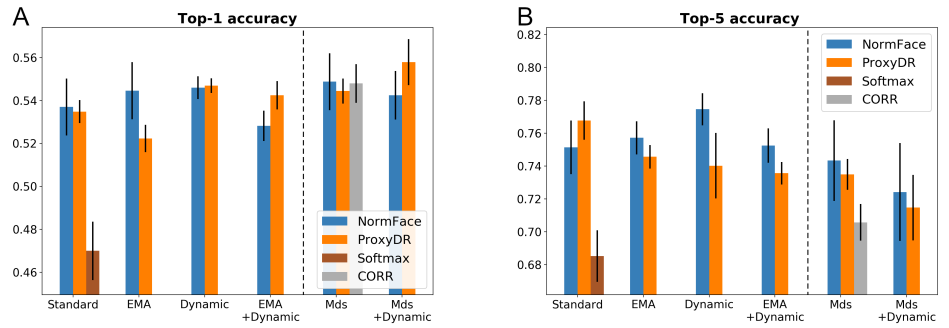 A
Top-1 accuracy
0.56
0.54
0.52
0.50
0.48
0.46
NormFace
ProxyDR
Softmax
CORR
Standard
EMA
Dynamic
EMA
+Dynamic
Mds
Mds
+Dynamic
B
Top-5 accuracy
0.82
0.80
0.78
0.76
0.74
0.72
0.70
0.68
NormFace
ProxyDR
Softmax
CORR
Standard
EMA
Dynamic
EMA
+Dynamic
Mds
Mds
+Dynamic